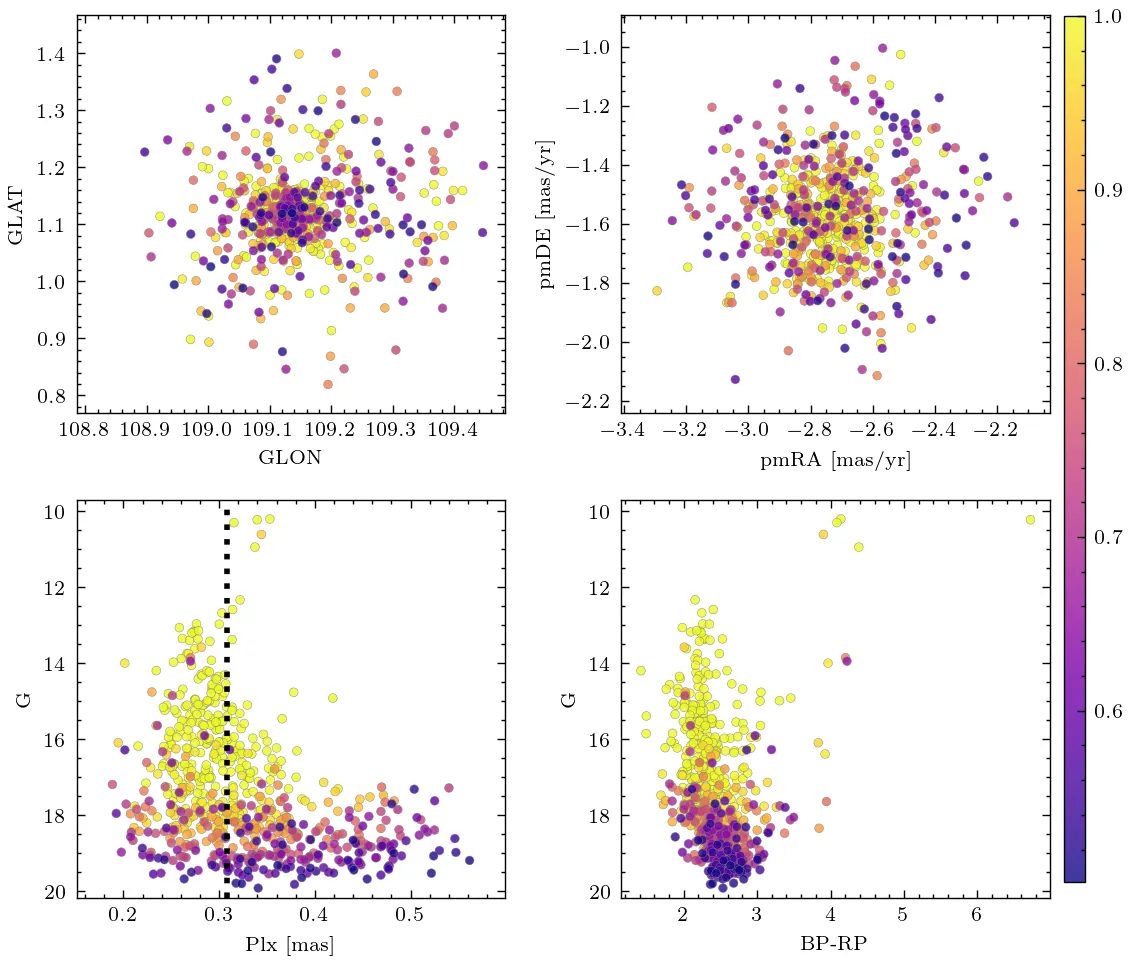 GLAT
1.4
1.3
1.2
1.1
1.0
0.9
0.8
108.8 108.9 109.0 109.1 109.2 109.3 109.4
GLON
pmDE [mas/yr]
−1.0
−1.2
−1.4
−1.6
−1.8
−2.0
−2.2
−3.4 −3.2 −3.0 −2.8 −2.6 −2.4 −2.2
pmRA [mas/yr]
1.0
0.9
0.8
0.7
0.6
G
10
12
14
16
18
20
0.2 0.3 0.4 0.5
Plx [mas]
G
10
12
14
16
18
20
2 3 4 5 6
BP-RP